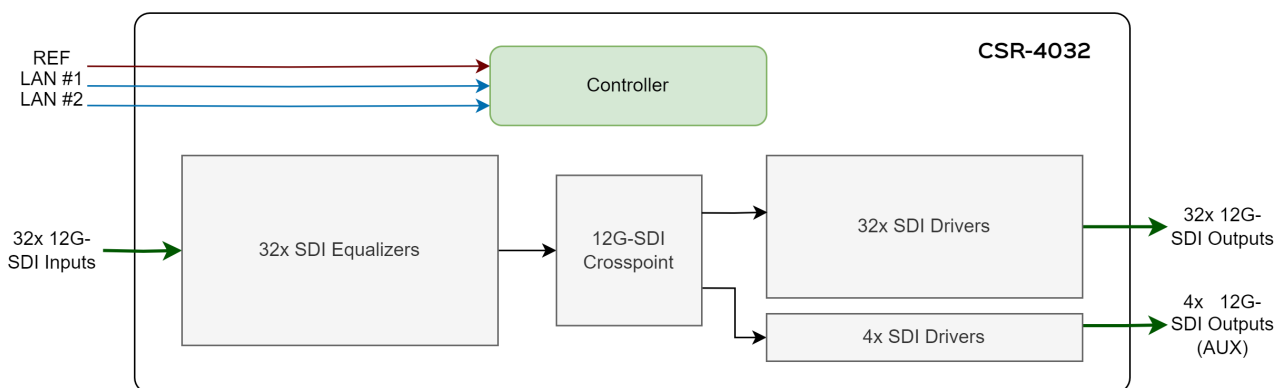 CSR-4032
REF
LAN #1
LAN #2
Controller
32x 12G-
SDI Inputs
32x SDI Equalizers
12G-SDI
Crosspoint
32x SDI Drivers
32x 12G-
SDI Outputs
4x SDI Drivers
4x 12G-
SDI Outputs
(AUX)